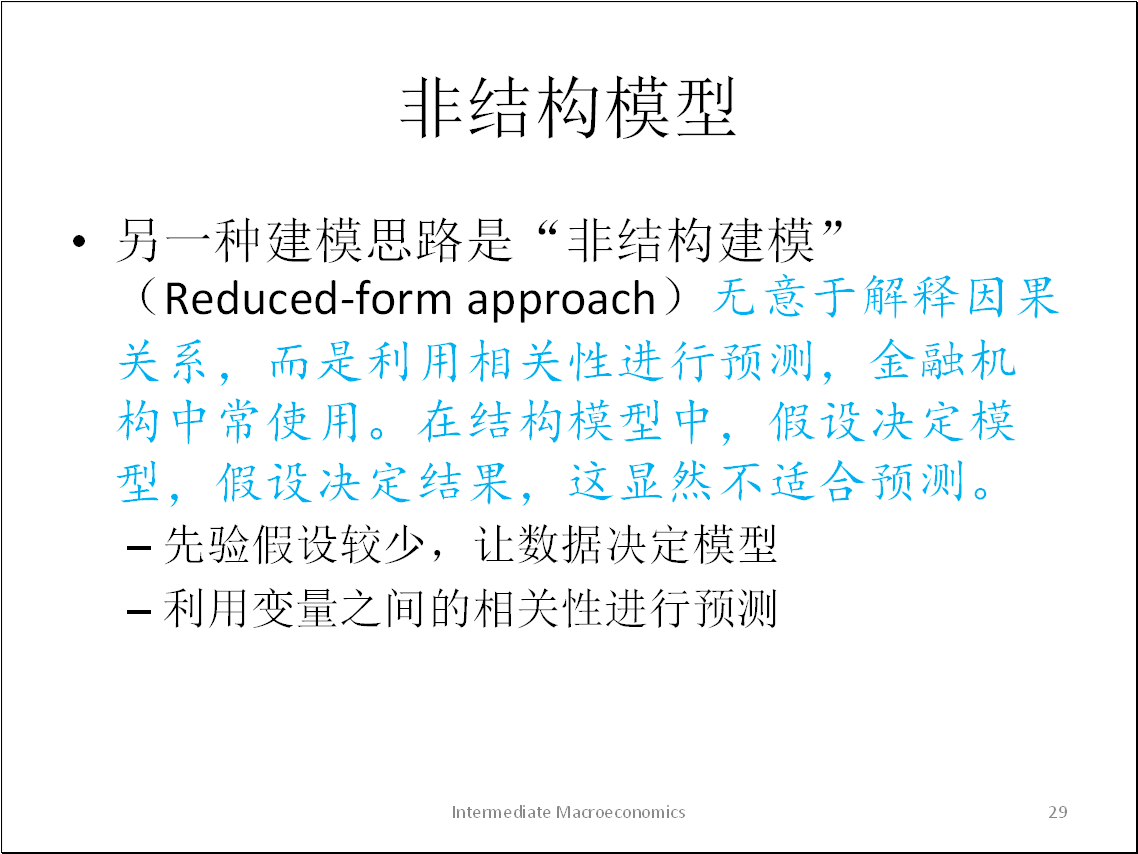 非结构模型
• 另一种建模思路是“非结构建模”
（Reduced-form approach）无意于解释因果
关系，而是利用相关性进行预测，金融机
构中常使用。在结构模型中，假设决定模
型，假设决定结果，这显然不适合预测。
– 先验假设较少，让数据决定模型
– 利用变量之间的相关性进行预测
Intermediate Macroeconomics
29